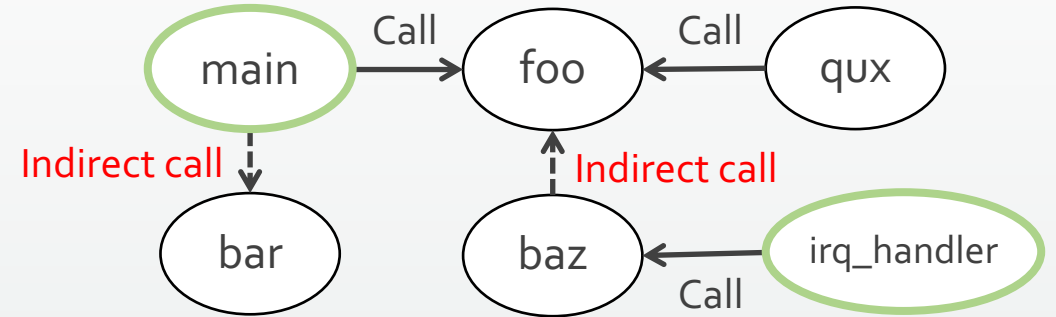 Call
Call
main
foo
qux
Indirect call
Indirect call
bar
baz
irq_handler
Call